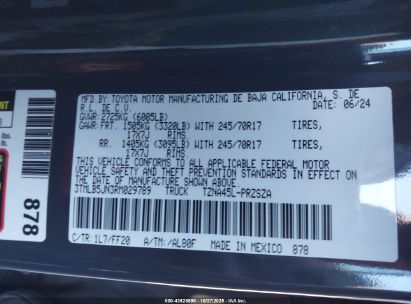 MFD. BY: TOYOTA MOTOR MANUFACTURING DE BAJA CALIFORNIA, S. DE
R.L. DE C.V. DATE: 06/24
GVWR: 2725KG (6005LB)
GAWR: FRT. 1505KG (3320LB) WITH 245/70R17 TIRES,
17X7J RIMS
RR. 1405KG (3095LB) WITH 245/70R17 TIRES,
17X7J RIMS
THIS VEHICLE CONFORMS TO ALL APPLICABLE FEDERAL MOTOR
VEHICLE SAFETY, BUMPER, AND THEFT PREVENTION STANDARDS IN EFFECT
ON THE DATE OF MANUFACTURE SHOWN ABOVE.
3TMLB5JN3RM029789 TRUCK TZNA45L-PRZSZA
C/TR: 1L7/FF20 A/TM: /AL80F MADE IN MEXICO 878
878